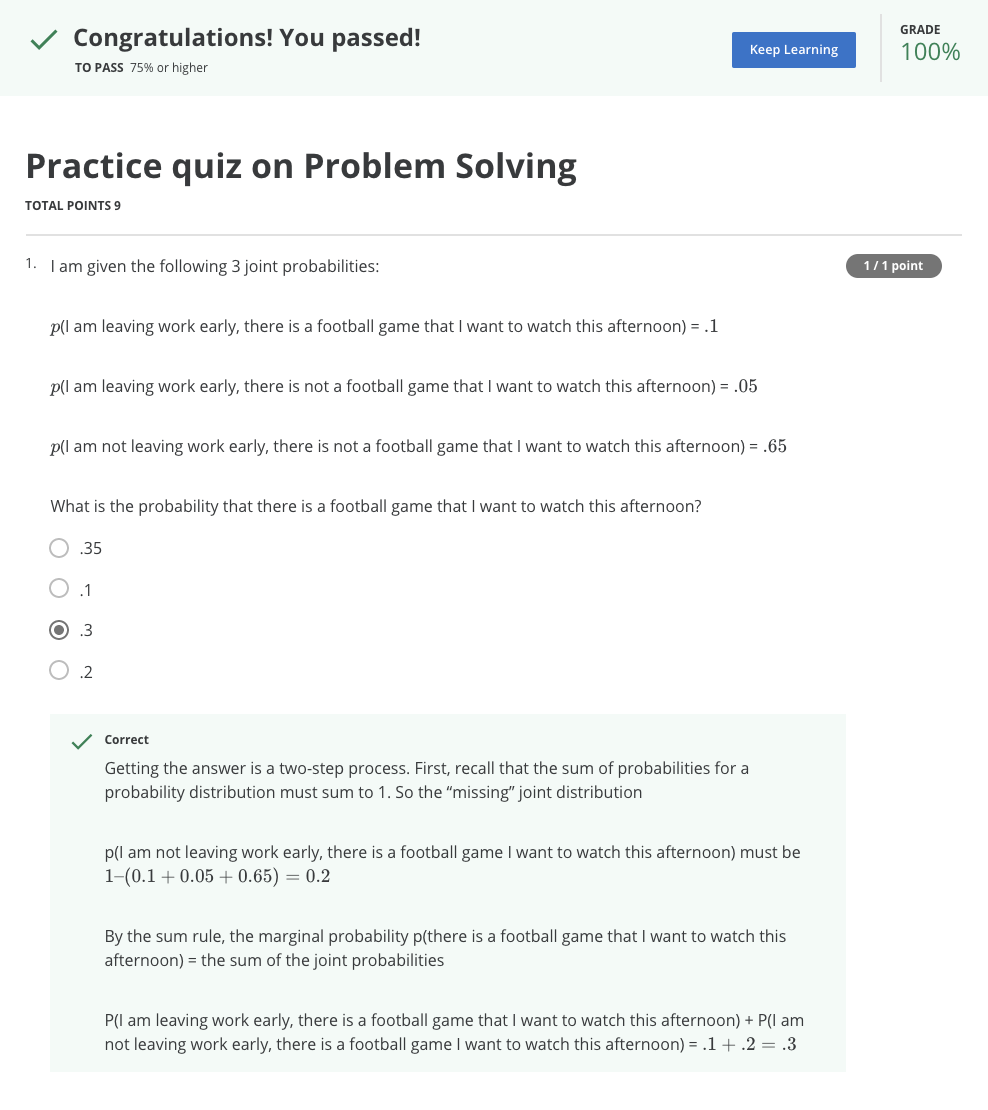 Congratulations! You passed!
TO PASS 75% or higher
Keep Learning
GRADE
100%
Practice quiz on Problem Solving
TOTAL POINTS 9
1. I am given the following 3 joint probabilities:
1 / 1 point
p(I am leaving work early, there is a football game that I want to watch this afternoon) = .1
p(I am leaving work early, there is not a football game that I want to watch this afternoon) = .05
p(I am not leaving work early, there is not a football game that I want to watch this afternoon) = .65
What is the probability that there is a football game that I want to watch this afternoon?
.35
.1
.3
.2
Correct
Getting the answer is a two-step process. First, recall that the sum of probabilities for a
probability distribution must sum to 1. So the “missing” joint distribution
p(I am not leaving work early, there is a football game I want to watch this afternoon) must be
1–(0.1 + 0.05 + 0.65) = 0.2
By the sum rule, the marginal probability p(there is a football game that I want to watch this
afternoon) = the sum of the joint probabilities
P(I am leaving work early, there is a football game that I want to watch this afternoon) + P(I am
not leaving work early, there is a football game I want to watch this afternoon) = .1 + .2 = .3